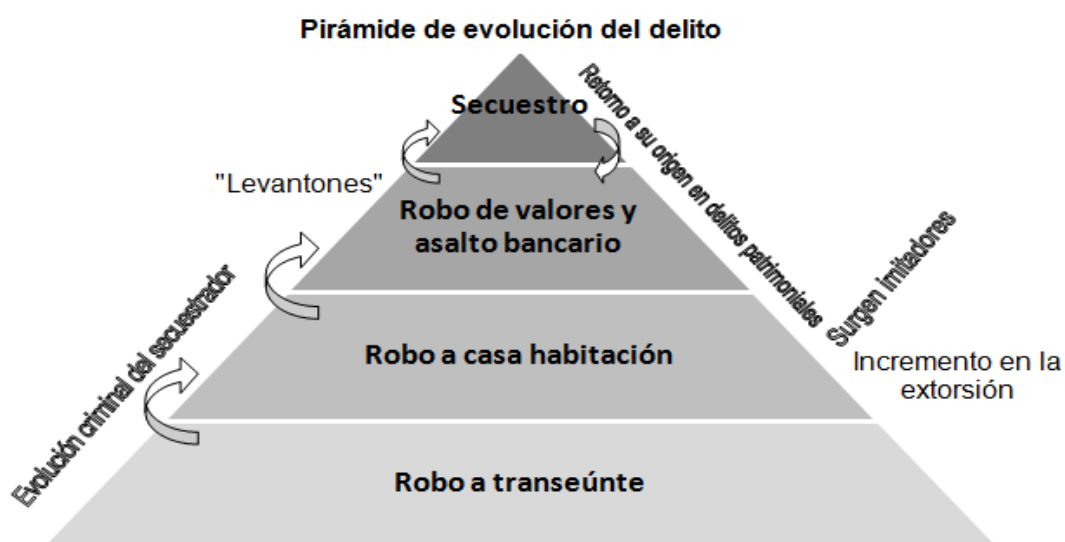 Pirámide de evolución del delito
Secuestro
Retorno a su origen en delitos patrimoniales
"Levantones"
Robo de valores y
asalto bancario
Surgen imitadores
Evolución criminal del secuestrador
Robo a casa habitación
Incremento en la
extorsión
Robo a transeúnte